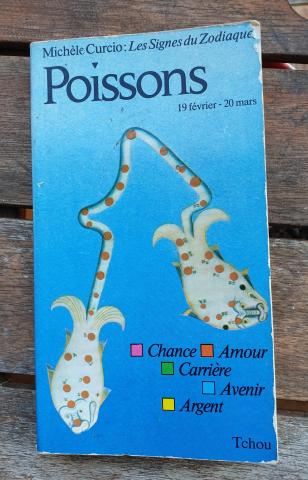 Michèle Curcio: Les Signes du Zodiaque
Poissons
19 février - 20 mars
Chance Amour
Carrière
Avenir
Argent
Tchou